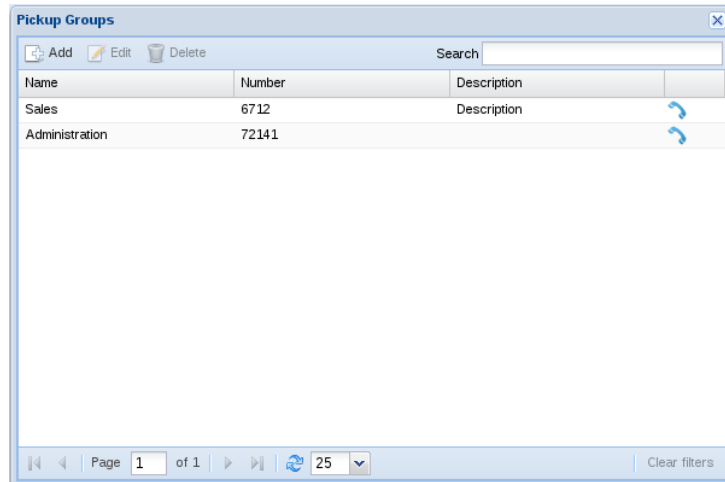 Pickup Groups
Add Edit Delete Search
Name Number Description
Sales 6712 Description
Administration 72141
Page 1 of 1 25 Clear filters